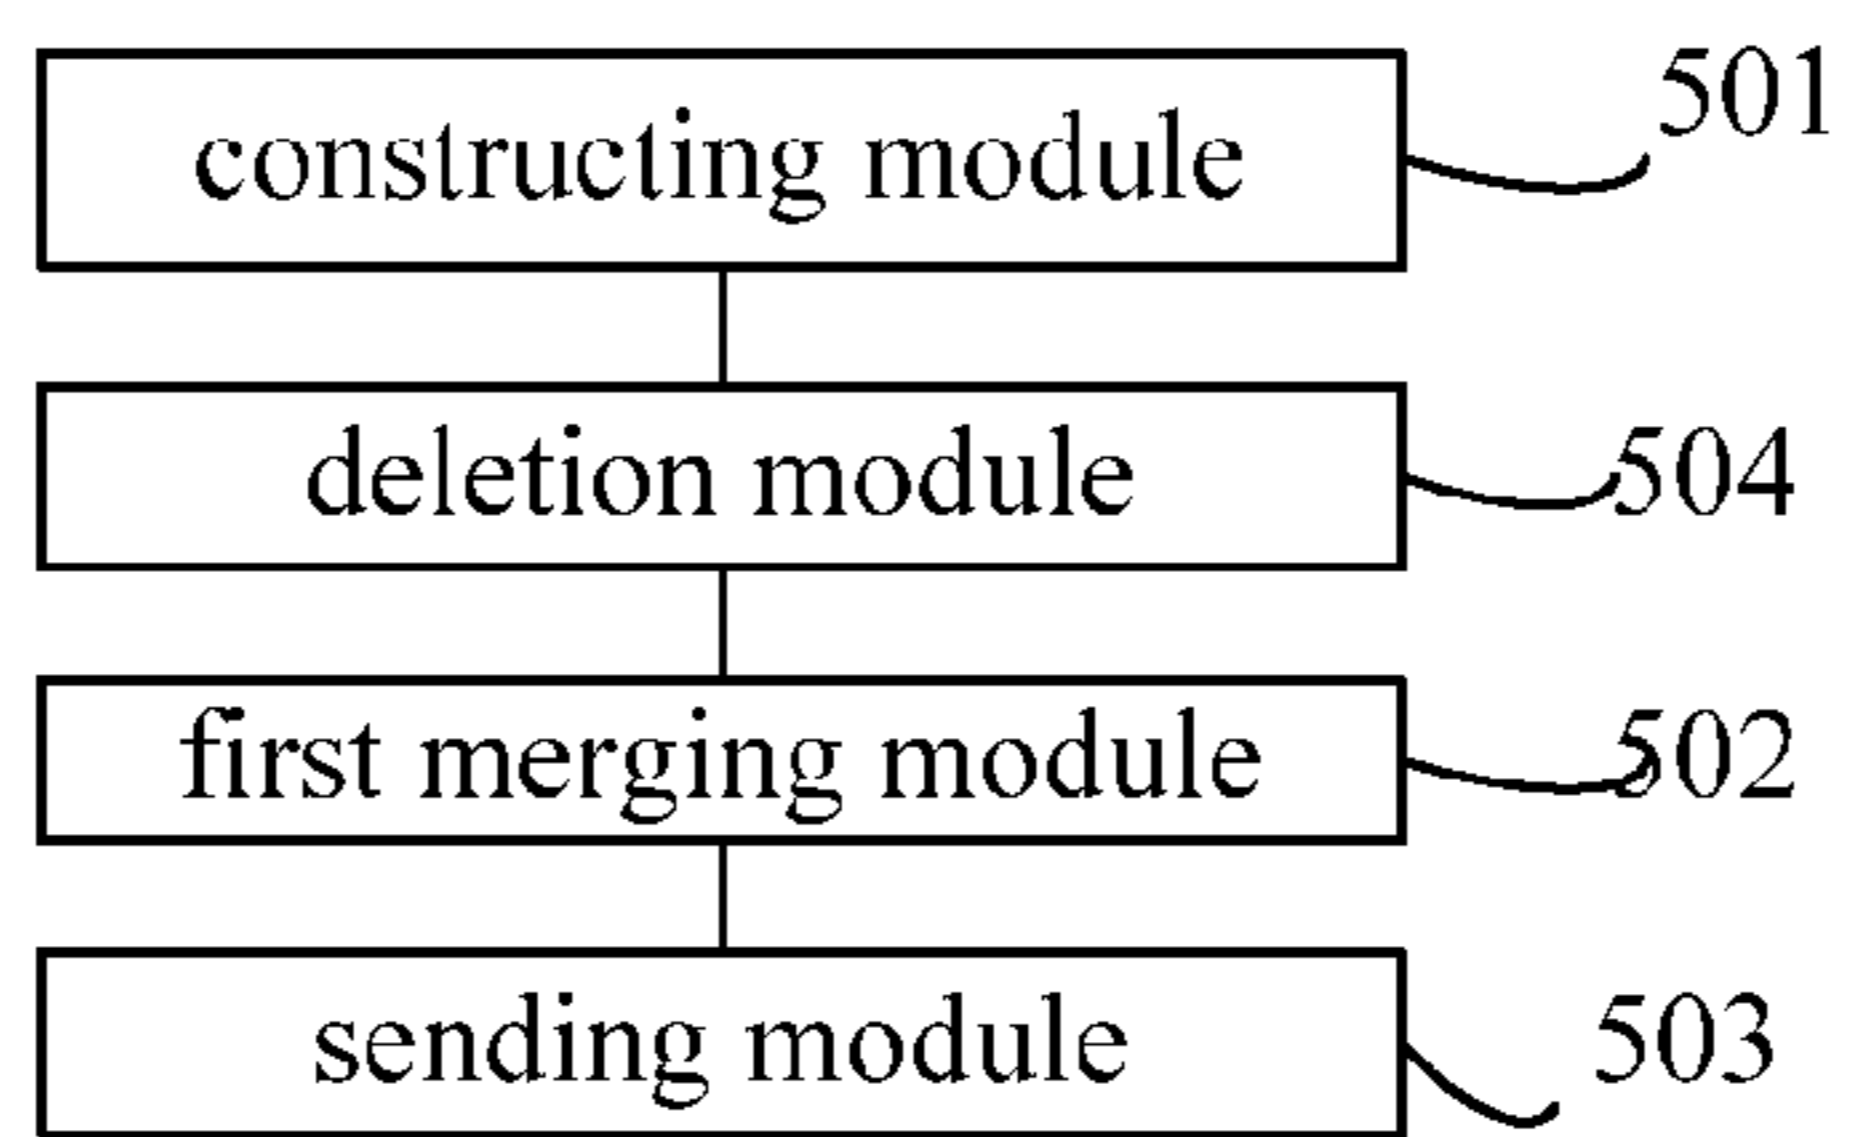 constructing module 501
deletion module 504
first merging module 502
sending module 503